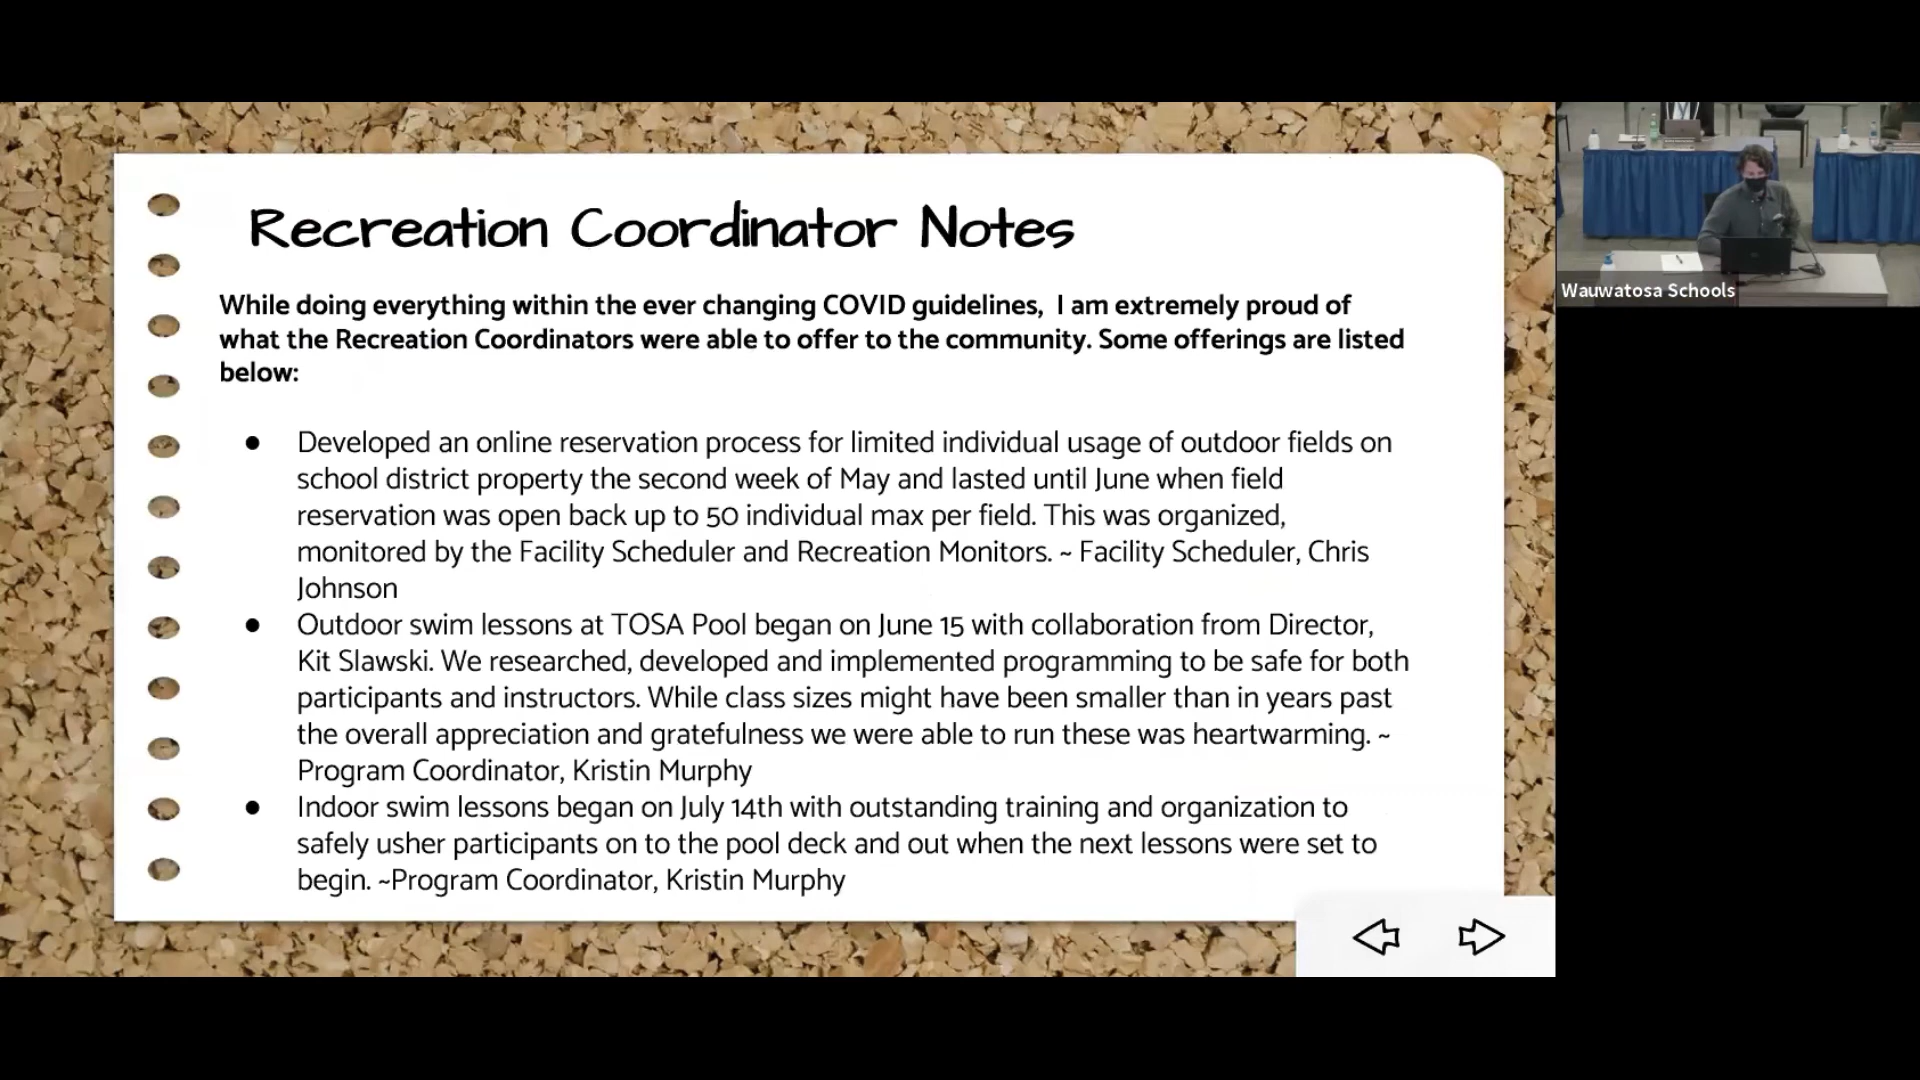 Recreation Coordinator Notes
While doing everything within the ever changing COVID guidelines,  I am extremely proud of
what the Recreation Coordinators were able to offer to the community. Some offerings are listed
below:
● Developed an online reservation process for limited individual usage of outdoor fields on
school district property the second week of May and lasted until June when field
reservation was open back up to 50 individual max per field. This was organized,
monitored by the Facility Scheduler and Recreation Monitors. ~ Facility Scheduler, Chris
Johnson
● Outdoor swim lessons at TOSA Pool began on June 15 with collaboration from Director,
Kit Slawski. We researched, developed and implemented programming to be safe for both
participants and instructors. While class sizes might have been smaller than in years past
the overall appreciation and gratefulness we were able to run these was heartwarming. ~
Program Coordinator, Kristin Murphy
● Indoor swim lessons began on July 14th with outstanding training and organization to
safely usher participants on to the pool deck and out when the next lessons were set to
begin. ~Program Coordinator, Kristin Murphy
Wauwatosa Schools